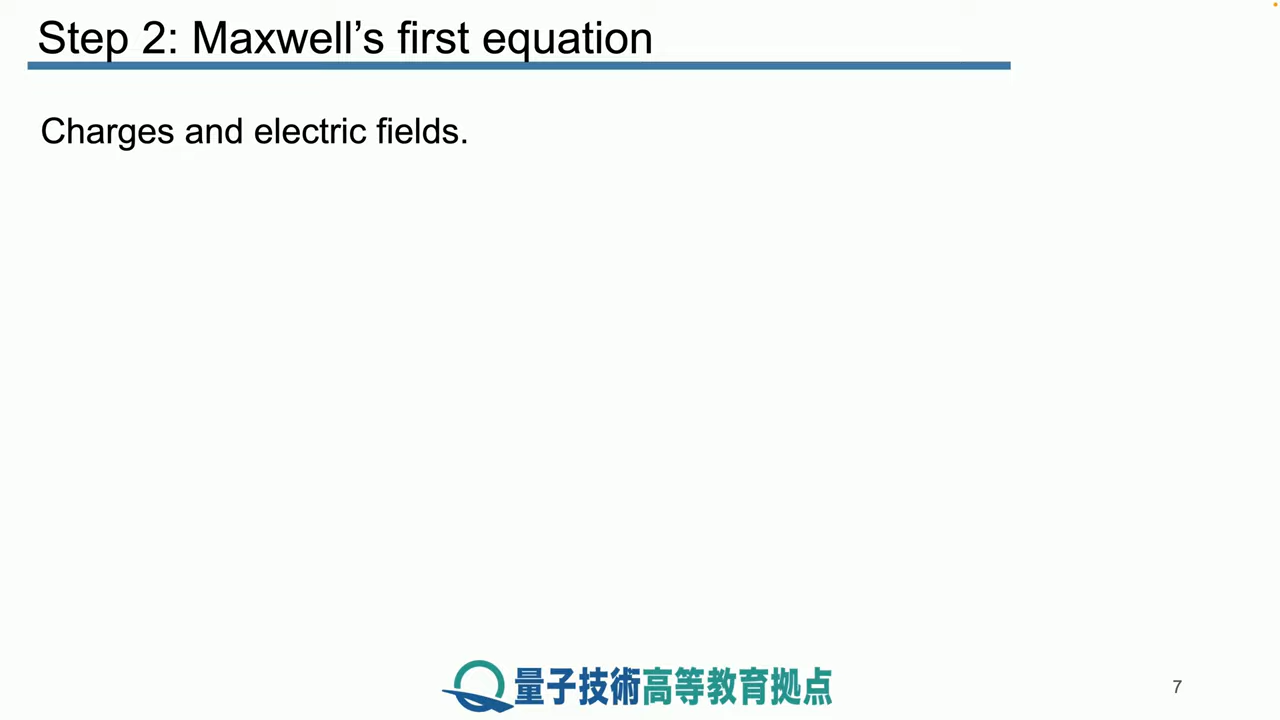 Step 2: Maxwell’s first equation
Charges and electric fields.
量子技術高等教育拠点
7